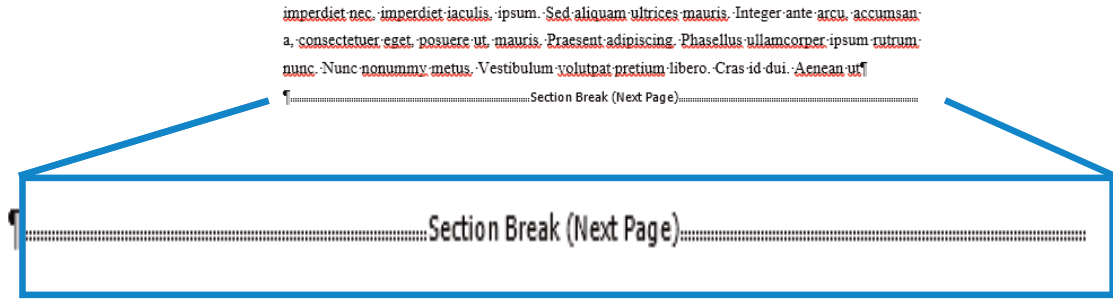 imperdiet·nec,·imperdiet·iaculis,·ipsum.·Sed·aliquam·ultrices·mauris.·Integer·ante·arcu,·accumsan·
a,·consectetuer·eget,·posuere·ut,·mauris.·Praesent·adipiscing.·Phasellus·ullamcorper·ipsum·rutrum·
nunc.·Nunc·nonummy·metus.·Vestibulum·volutpat·pretium·libero.·Cras·id·dui.·Aenean·ut¶
¶Section Break (Next Page)
¶Section Break (Next Page)